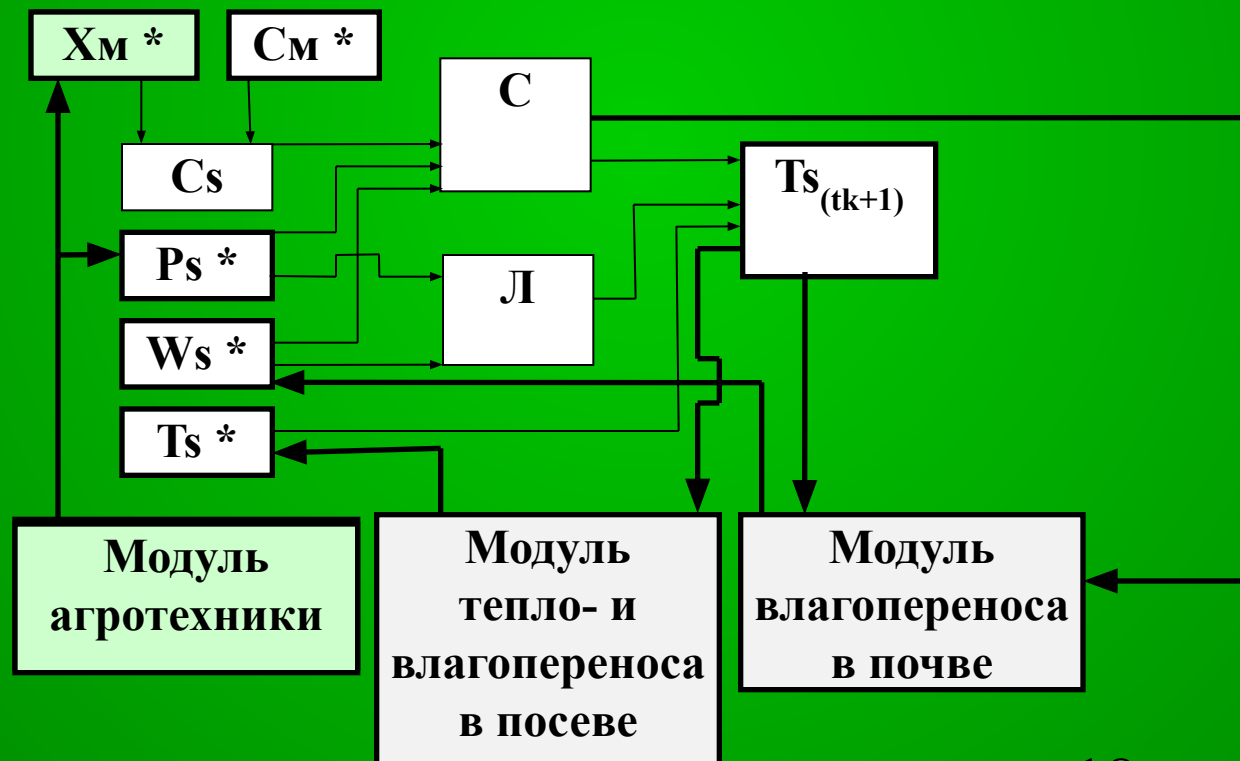 Хм *
См *
С
Cs
Ts(tk+1)
Ps *
Л
Ws *
Ts *
Модуль
агротехники
Модуль
тепло- и
влагопереноса
в посеве
Модуль
влагопереноса
в почве